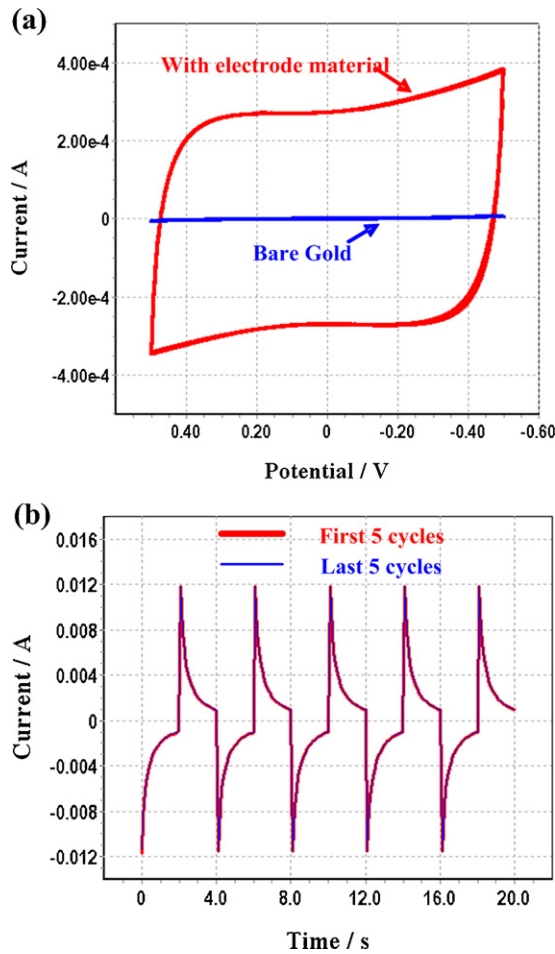 (a)
4.00e-4
With electrode material
2.00e-4
0
Bare Gold
-2.00e-4
-4.00e-4
Current / A
0.40 0.20 0 -0.20 -0.40 -0.60
Potential / V
(b)
0.016
First 5 cycles
Last 5 cycles
0.012
0.008
0.004
0
-0.004
-0.008
-0.012
Current / A
0 4.0 8.0 12.0 16.0 20.0
Time / s